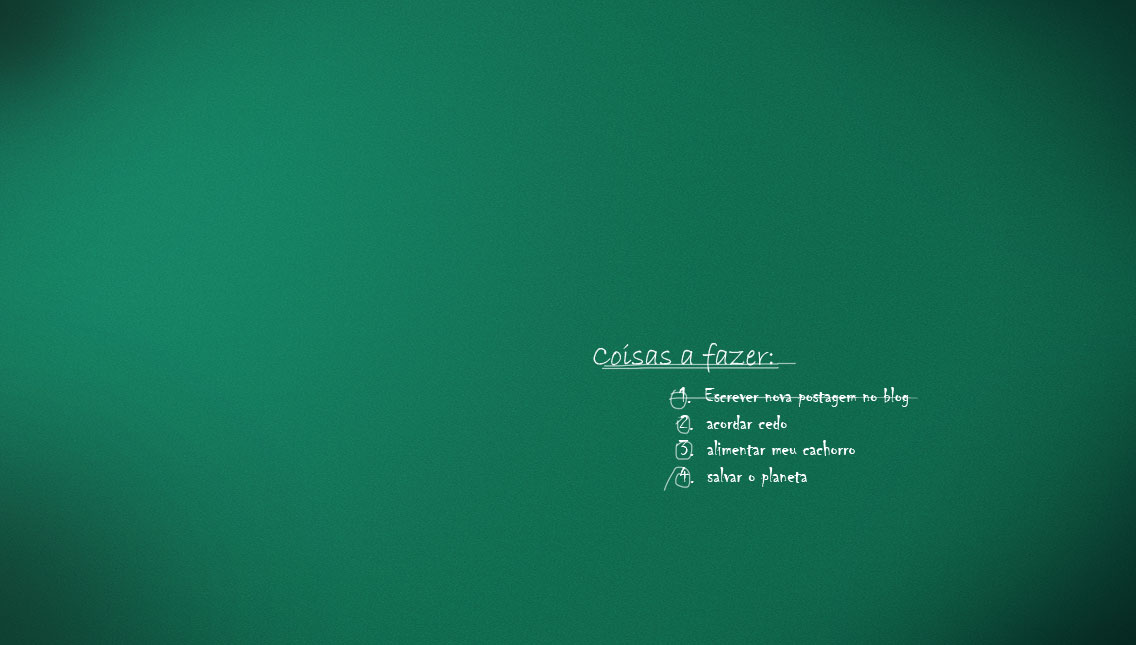 Coisas a fazer:
1. Escrever nova postagem no blog
2. acordar cedo
3. alimentar meu cachorro
4. salvar o planeta